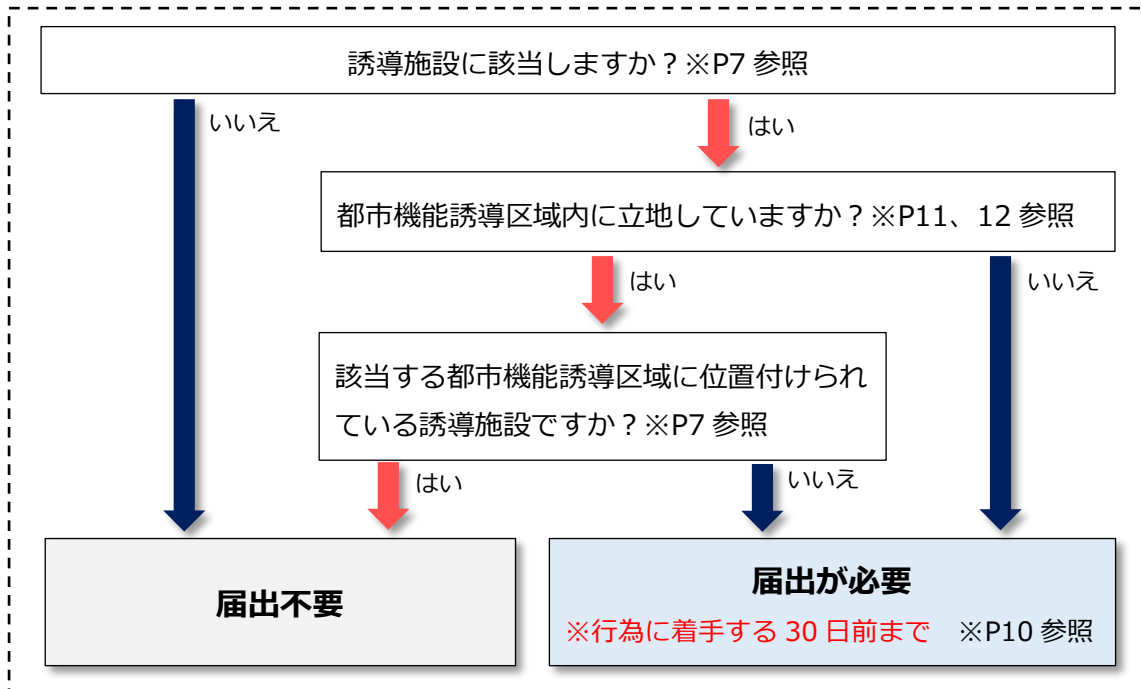 誘導施設に該当しますか？※P7 参照
いいえ
はい
都市機能誘導区域内に立地していますか？※P11、12 参照
はい
いいえ
該当する都市機能誘導区域に位置付けられ
ている誘導施設ですか？※P7 参照
はい
いいえ
届出不要
届出が必要
※行為に着手する 30 日前まで　※P10 参照